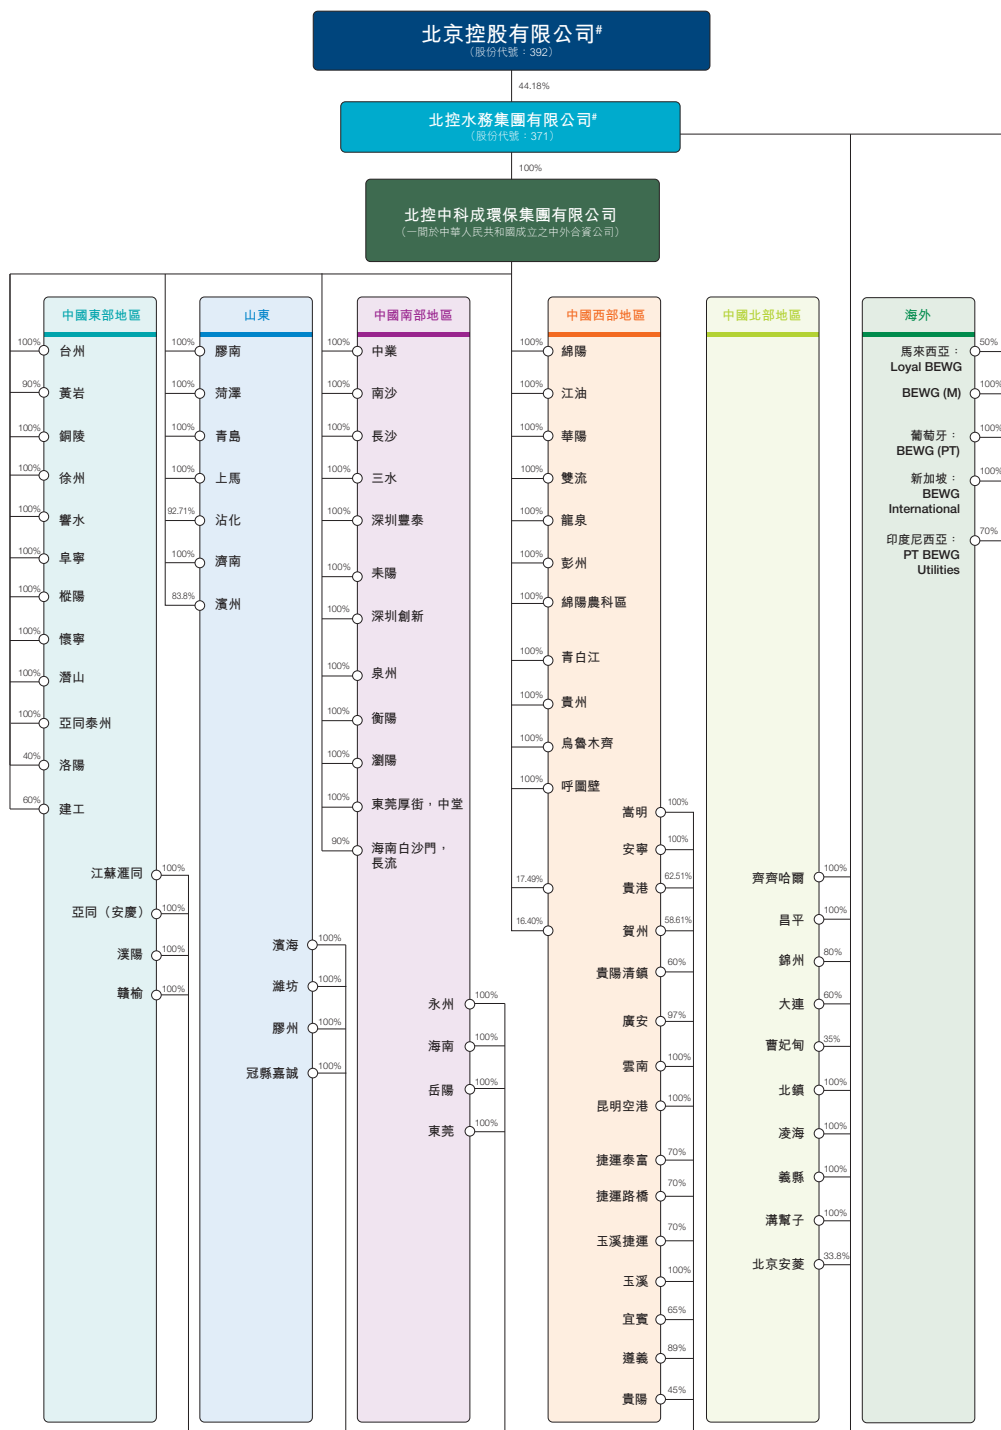 北京控股有限公司#
（股份代號：392）
44.18%
北控水務集團有限公司#
（股份代號：371）
100%
北控中科成環保集團有限公司
（一間於中華人民共和國成立之中外合資公司）
中國東部地區
100% 台州
90% 黃岩
100% 銅陵
100% 徐州
100% 響水
100% 阜寧
100% 樅陽
100% 懷寧
100% 潛山
100% 亞同泰州
40% 洛陽
60% 建工
江蘇滙同 100%
亞同（安慶） 100%
濮陽 100%
贛榆 100%
山東
100% 膠南
100% 菏澤
100% 青島
100% 上馬
92.71% 沾化
100% 濟南
83.8% 濱州
濱海 100%
濰坊 100%
膠州 100%
冠縣嘉誠 100%
中國南部地區
100% 中業
100% 南沙
100% 長沙
100% 三水
100% 深圳豐泰
100% 耒陽
100% 深圳創新
100% 泉州
100% 衡陽
100% 瀏陽
100% 東莞厚街，中堂
90% 海南白沙門，
長流
永州 100%
海南 100%
岳陽 100%
東莞 100%
中國西部地區
100% 綿陽
100% 江油
100% 華陽
100% 雙流
100% 龍泉
100% 彭州
100% 綿陽農科區
100% 青白江
100% 貴州
100% 烏魯木齊
100% 呼圖壁
嵩明 100%
安寧 100%
17.49% 貴港 62.51%
16.40% 賀州 58.61%
貴陽清鎮 60%
廣安 97%
雲南 100%
昆明空港 100%
捷運泰富 70%
捷運路橋 70%
玉溪捷運 70%
玉溪 100%
宜賓 65%
遵義 89%
貴陽 45%
中國北部地區
齊齊哈爾 100%
昌平 100%
錦州 80%
大連 60%
曹妃甸 35%
北鎮 100%
凌海 100%
義縣 100%
溝幫子 100%
北京安菱 33.8%
海外
馬來西亞： 50%
Loyal BEWG
BEWG (M) 100%
葡萄牙： 100%
BEWG (PT)
新加坡： 100%
BEWG
International
印度尼西亞： 70%
PT BEWG
Utilities